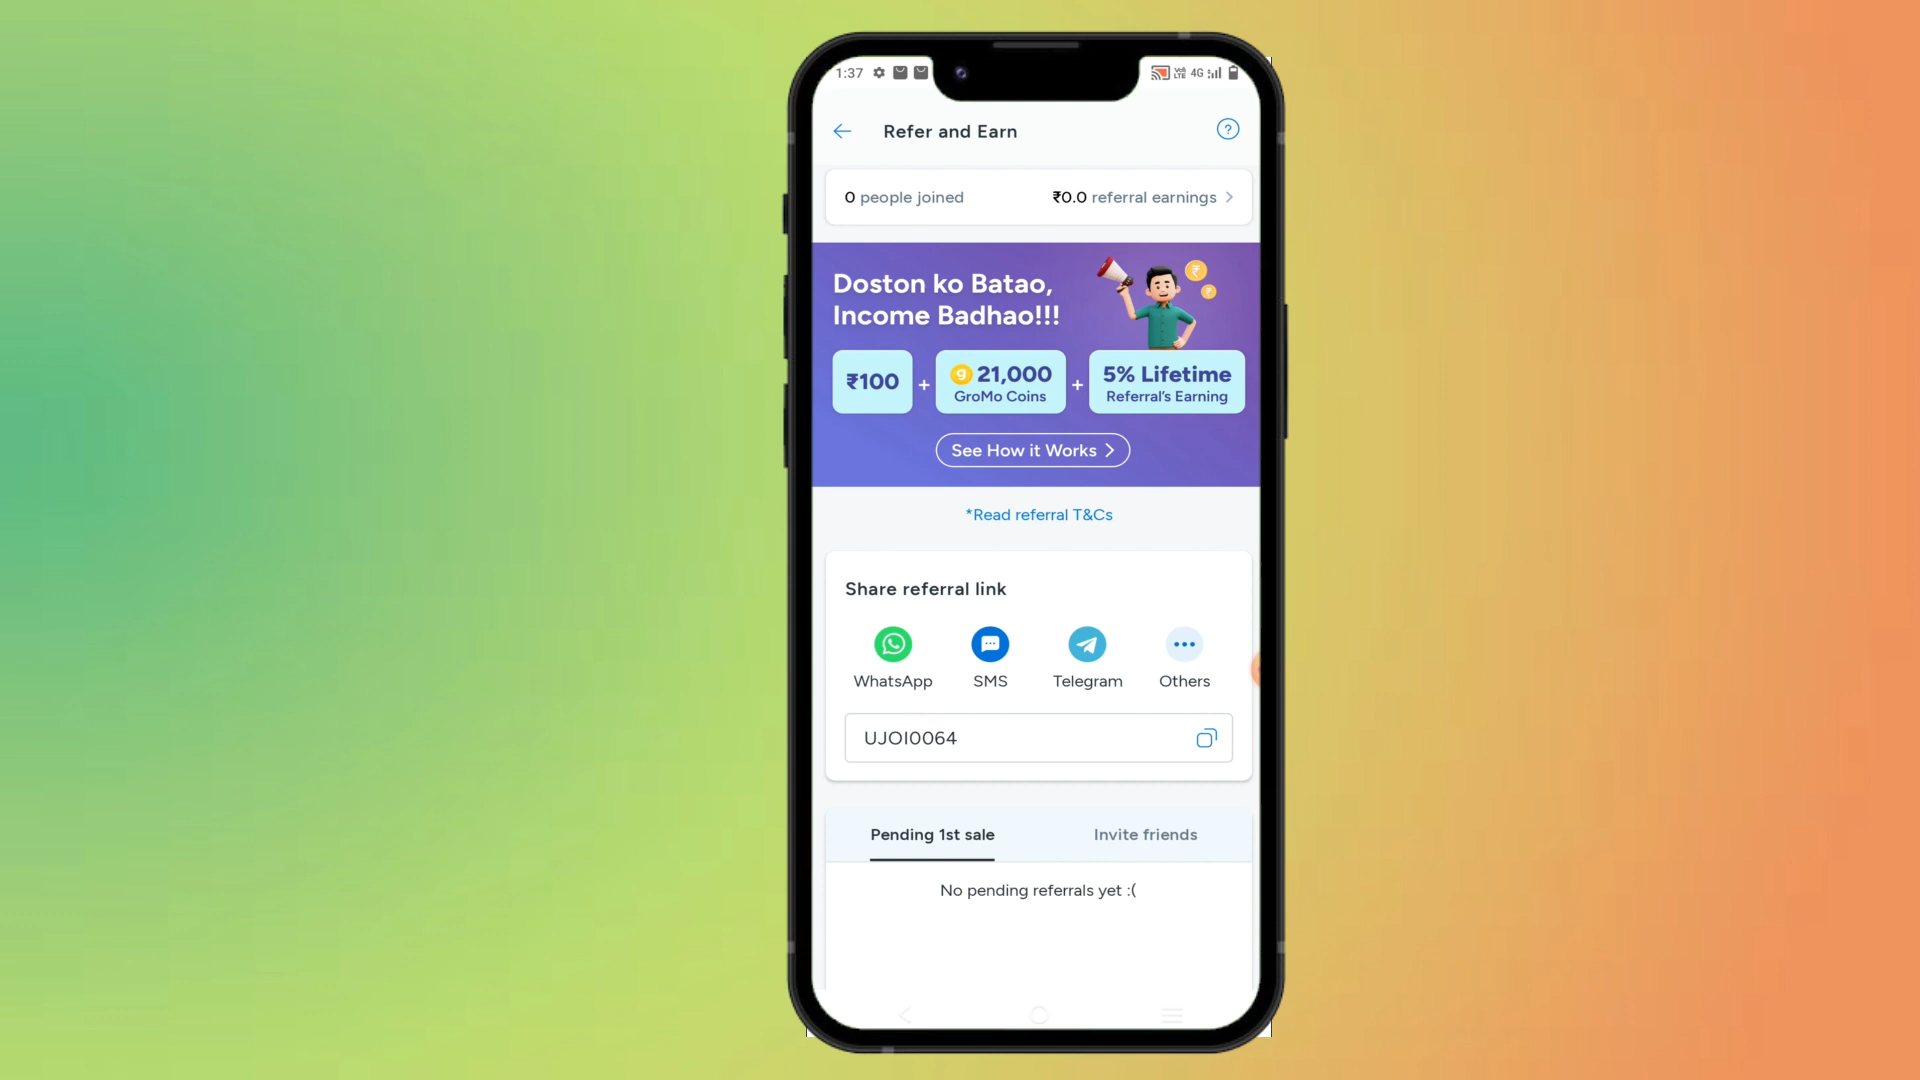 1:37 4G
Refer and Earn
?
0 people joined ₹0.0 referral earnings >
Doston ko Batao,
Income Badhao!!!
₹100 + g 21,000 GroMo Coins + 5% Lifetime Referral's Earning
See How it Works >
*Read referral T&Cs
Share referral link
WhatsApp SMS Telegram Others
UJOI0064
Pending 1st sale Invite friends
No pending referrals yet :(